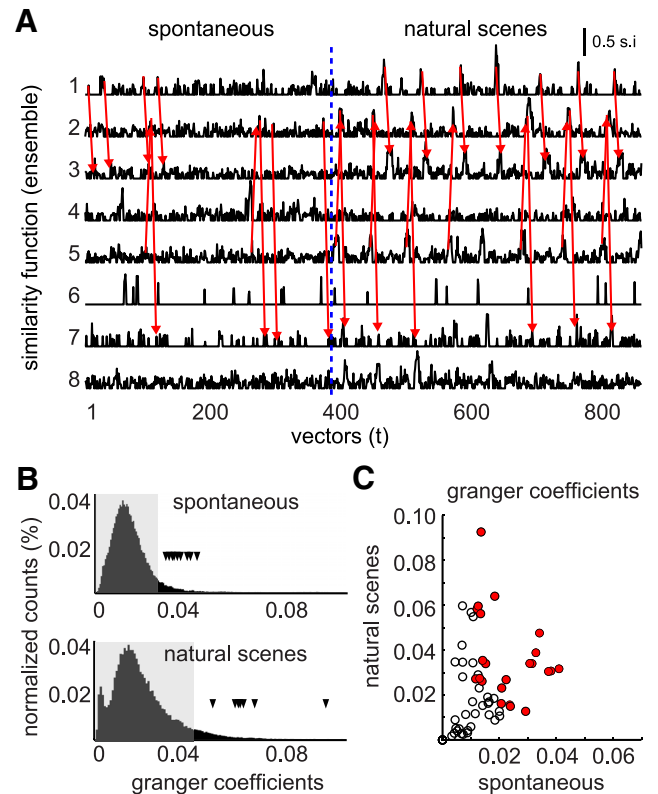 A
spontaneous natural scenes
0.5 s.i
similarity function (ensemble)
1
2
3
4
5
6
7
8
1 200 400 600 800
vectors (t)
B
normalized counts (%)
0.04
spontaneous
0.02
0 0.04 0.08
0.04
natural scenes
0.02
0 0.04 0.08
granger coefficients
C
granger coefficients
natural scenes
0.10
0.08
0.06
0.04
0.02
0.02 0.04 0.06
spontaneous